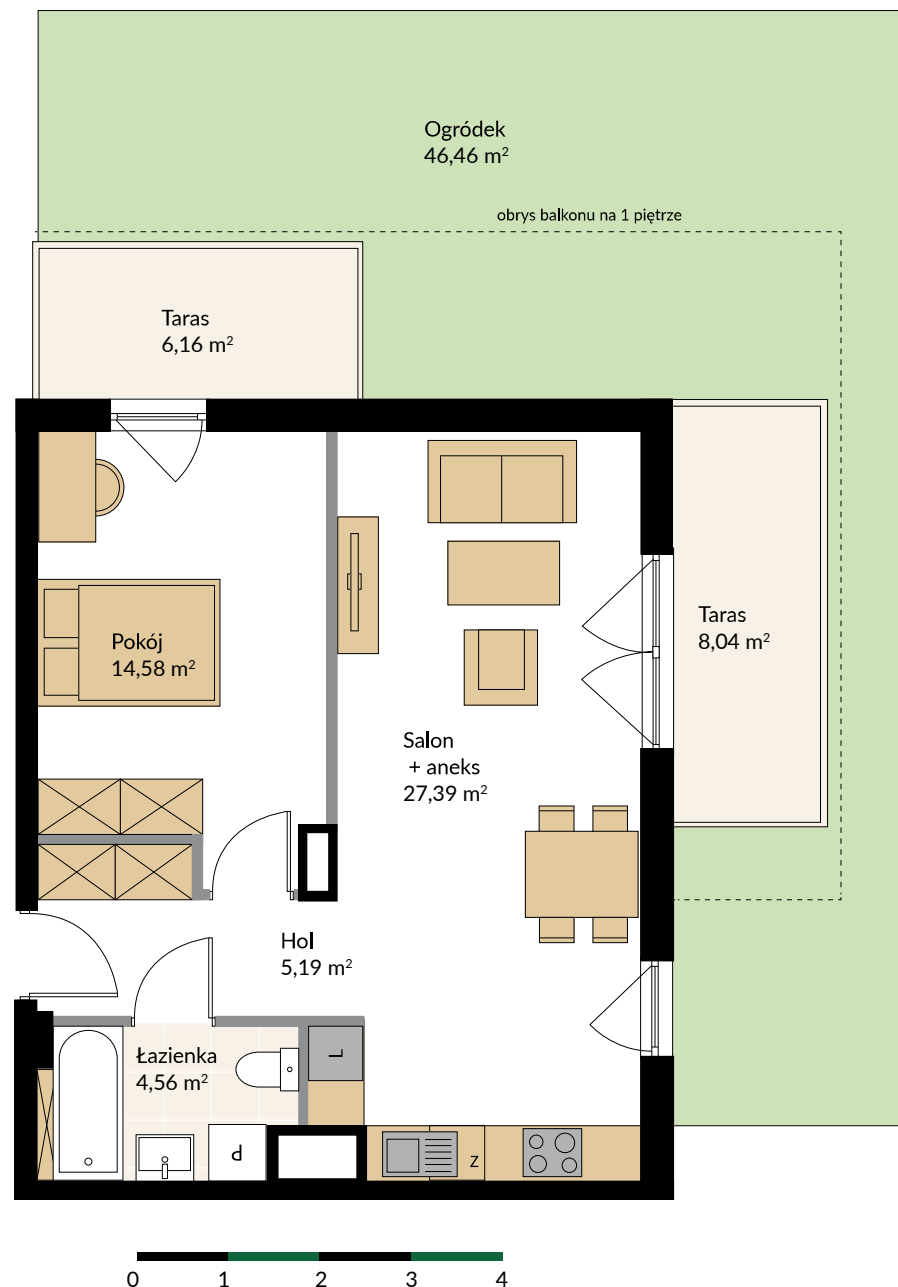 Ogródek
46,46 m²
obrys balkonu na 1 piętrze
Taras
6,16 m²
Taras
8,04 m²
Pokój
14,58 m²
Salon
+ aneks
27,39 m²
Hol
5,19 m²
Łazienka
4,56 m²
L
P
Z
0 1 2 3 4